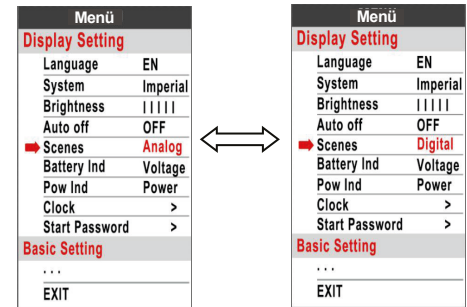 Menü
Display Setting
Language EN
System Imperial
Brightness I I I I I
Auto off OFF
Scenes Analog
Battery Ind Voltage
Pow Ind Power
Clock >
Start Password >
Basic Setting
...
EXIT
Menü
Display Setting
Language EN
System Imperial
Brightness I I I I I
Auto off OFF
Scenes Digital
Battery Ind Voltage
Pow Ind Power
Clock >
Start Password >
Basic Setting
...
EXIT